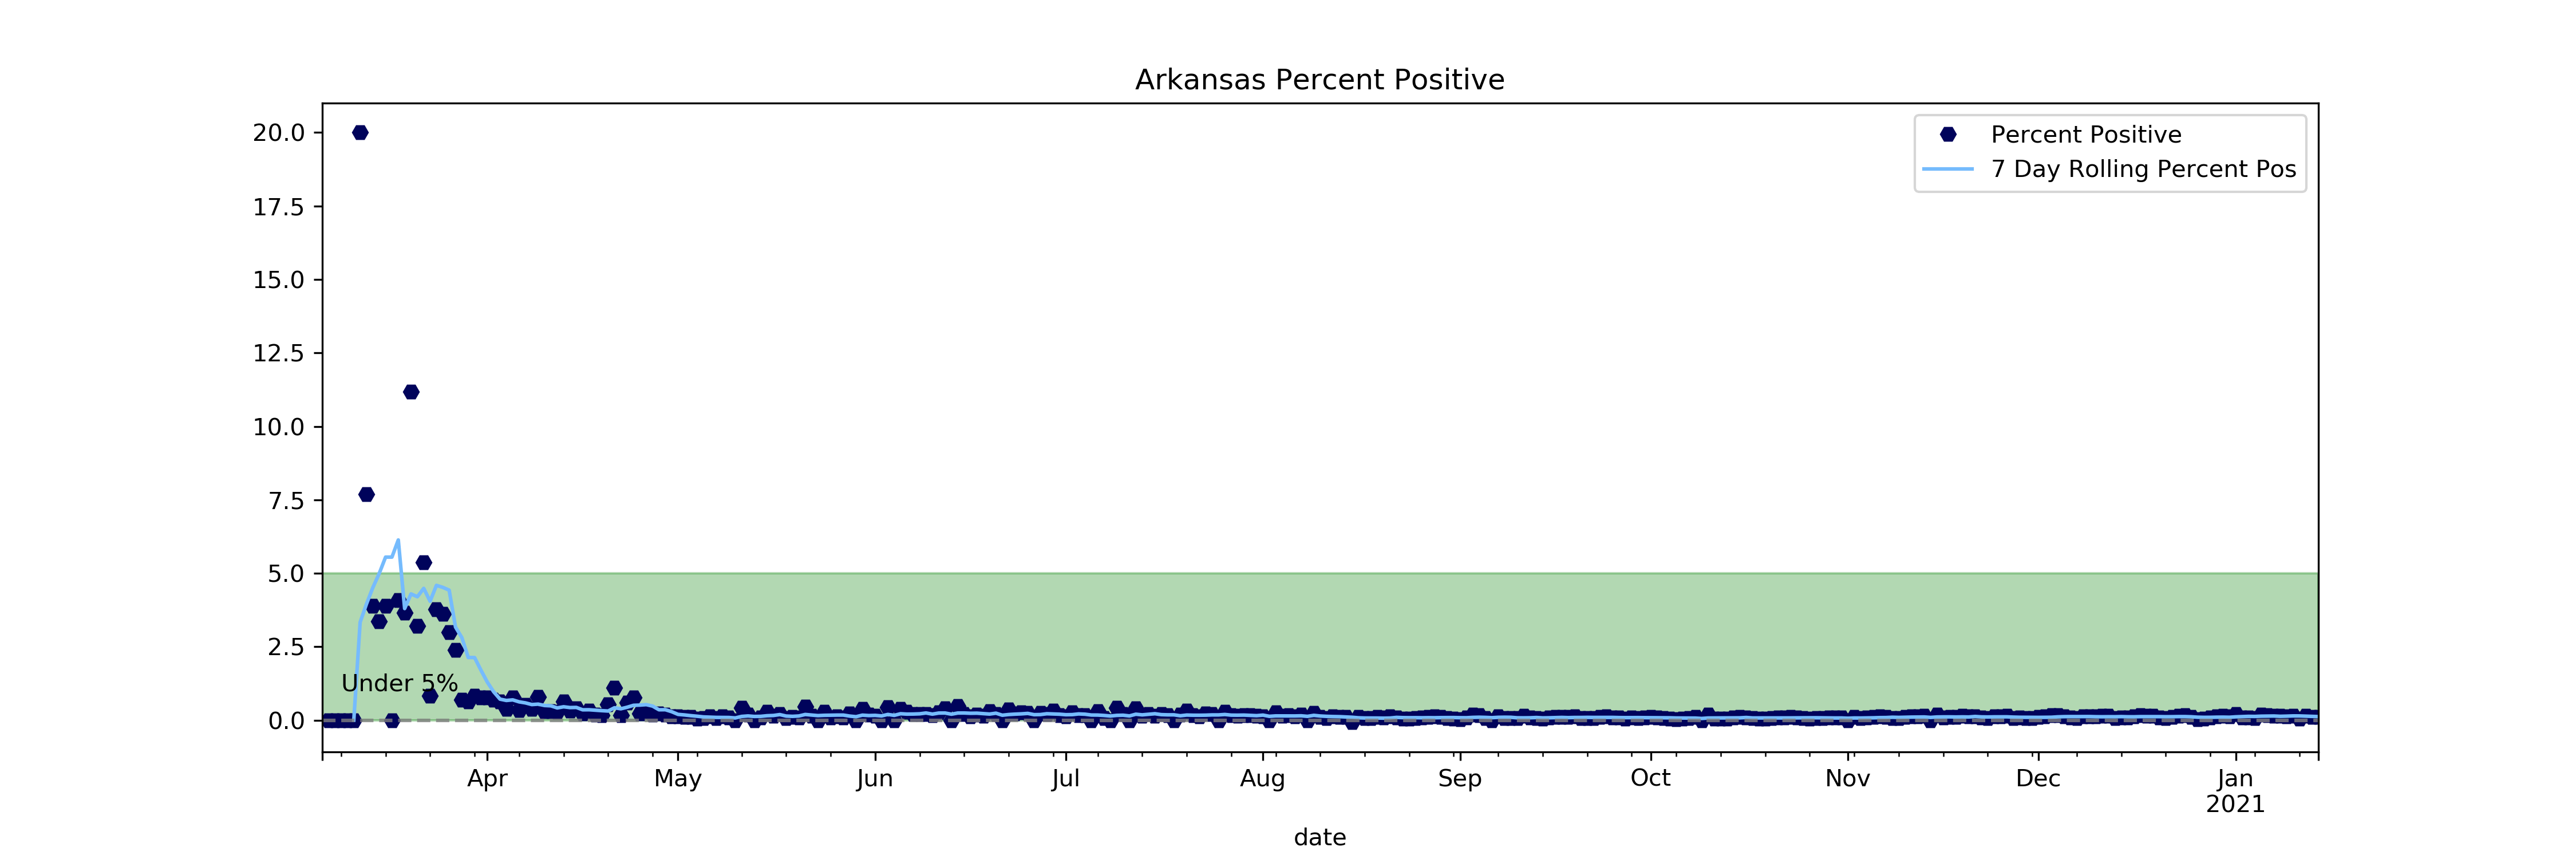 Arkansas Percent Positive
Percent Positive
7 Day Rolling Percent Pos
20.0
17.5
15.0
12.5
10.0
7.5
5.0
2.5
0.0
Under 5%
Apr May Jun Jul Aug Sep Oct Nov Dec Jan
2021
date